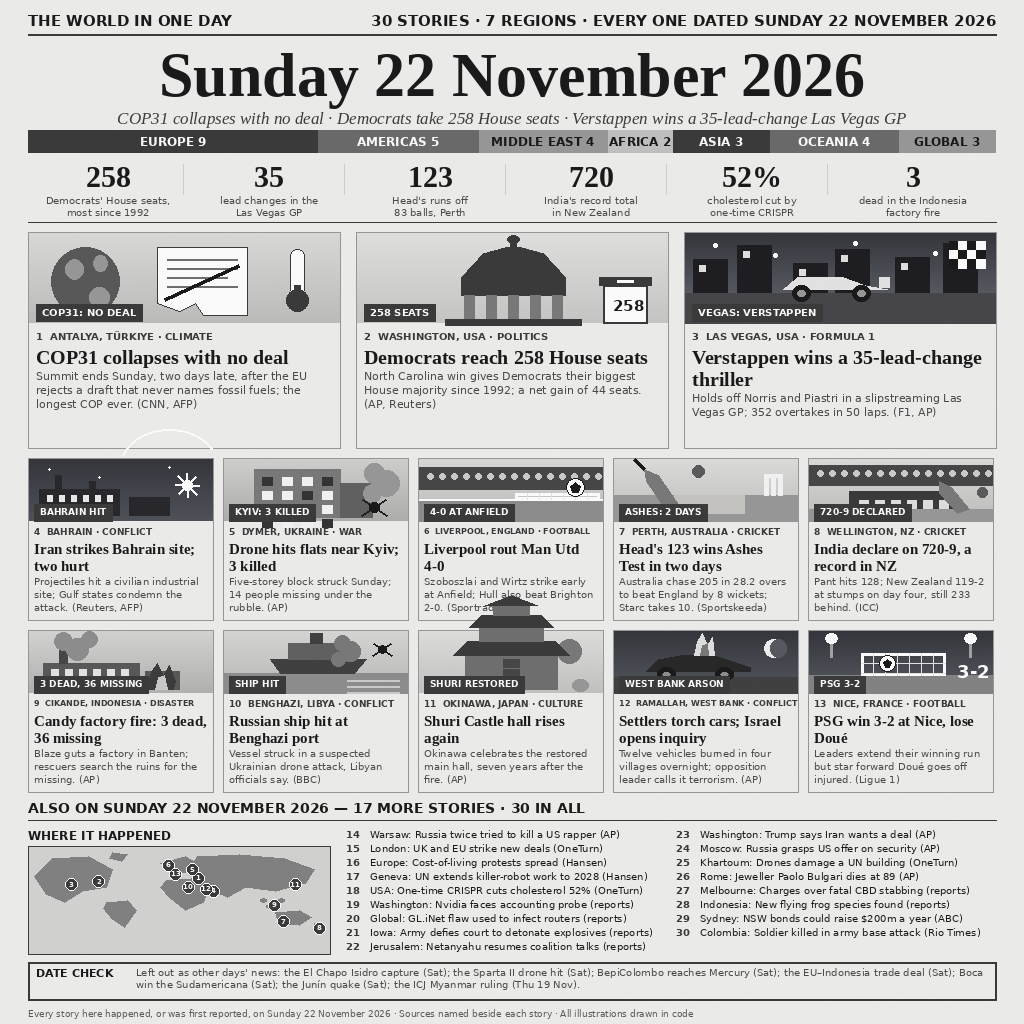 THE WORLD IN ONE DAY
30 STORIES · 7 REGIONS · EVERY ONE DATED SUNDAY 22 NOVEMBER 2026
Sunday 22 November 2026
COP31 collapses with no deal · Democrats take 258 House seats · Verstappen wins a 35-lead-change Las Vegas GP
EUROPE 9
AMERICAS 5
MIDDLE EAST 4
AFRICA 2
ASIA 3
OCEANIA 4
GLOBAL 3
258
Democrats' House seats,
most since 1992
35
lead changes in the
Las Vegas GP
123
Head's runs off
83 balls, Perth
720
India's record total
in New Zealand
52%
cholesterol cut by
one-time CRISPR
3
dead in the Indonesia
factory fire
COP31: NO DEAL
1 ANTALYA, TÜRKIYE · CLIMATE
COP31 collapses with no deal
Summit ends Sunday, two days late, after the EU
rejects a draft that never names fossil fuels; the
longest COP ever. (CNN, AFP)
258
258 SEATS
2 WASHINGTON, USA · POLITICS
Democrats reach 258 House seats
North Carolina win gives Democrats their biggest
House majority since 1992; a net gain of 44 seats.
(AP, Reuters)
VEGAS: VERSTAPPEN
3 LAS VEGAS, USA · FORMULA 1
Verstappen wins a 35-lead-change
thriller
Holds off Norris and Piastri in a slipstreaming Las
Vegas GP; 352 overtakes in 50 laps. (F1, AP)
BAHRAIN HIT
4 BAHRAIN · CONFLICT
Iran strikes Bahrain site;
two hurt
Projectiles hit a civilian industrial
site; Gulf states condemn the
attack. (Reuters, AFP)
KYIV: 3 KILLED
5 DYMER, UKRAINE · WAR
Drone hits flats near Kyiv;
3 killed
Five-storey block struck Sunday;
14 people missing under the
rubble. (AP)
4-0 AT ANFIELD
6 LIVERPOOL, ENGLAND · FOOTBALL
Liverpool rout Man Utd
4-0
Szoboszlai and Wirtz strike early
at Anfield; Hull also beat Brighton
2-0.
ASHES: 2 DAYS
7 PERTH, AUSTRALIA · CRICKET
Head's 123 wins Ashes
Test in two days
Australia chase 205 in 28.2 overs
to beat England by 8 wickets;
Starc takes 10. (Sportskeeda)
720-9 DECLARED
8 WELLINGTON, NZ · CRICKET
India declare on 720-9, a
record in NZ
Pant hits 128; New Zealand 119-2
at stumps on day four, still 233
behind. (ICC)
3 DEAD, 36 MISSING
9 CIKANDE, INDONESIA · DISASTER
Candy factory fire: 3 dead,
36 missing
Blaze guts a factory in Banten;
rescuers search the ruins for the
missing. (AP)
SHIP HIT
10 BENGHAZI, LIBYA · CONFLICT
Russian ship hit at
Benghazi port
Vessel struck in a suspected
Ukrainian drone attack, Libyan
officials say. (BBC)
SHURI RESTORED
11 OKINAWA, JAPAN · CULTURE
Shuri Castle hall rises
again
Okinawa celebrates the restored
main hall, seven years after the
fire. (AP)
WEST BANK ARSON
12 RAMALLAH, WEST BANK · CONFLICT
Settlers torch cars; Israel
opens inquiry
Twelve vehicles burned in four
villages overnight; opposition
leader calls it terrorism. (AP)
3-2
PSG 3-2
13 NICE, FRANCE · FOOTBALL
PSG win 3-2 at Nice, lose
Doué
Leaders extend their winning run
but star forward Doué goes off
injured. (Ligue 1)
ALSO ON SUNDAY 22 NOVEMBER 2026 — 17 MORE STORIES · 30 IN ALL
WHERE IT HAPPENED
3
2
6
13
5
1
10
12
11
9
7
8
14 Warsaw: Russia twice tried to kill a US rapper (AP)
15 London: UK and EU strike new deals (OneTurn)
16 Europe: Cost-of-living protests spread (Hansen)
17 Geneva: UN extends killer-robot work to 2028 (Hansen)
18 USA: One-time CRISPR cuts cholesterol 52% (OneTurn)
19 Washington: Nvidia faces accounting probe (reports)
20 Global: GL.iNet flaw used to infect routers (reports)
21 Iowa: Army defies court to detonate explosives (reports)
22 Jerusalem: Netanyahu resumes coalition talks (reports)
23 Washington: Trump says Iran wants a deal (AP)
24 Moscow: Russia grasps US offer on security (AP)
25 Khartoum: Drones damage a UN building (OneTurn)
26 Rome: Jeweller Paolo Bulgari dies at 89 (AP)
27 Melbourne: Charges over fatal CBD stabbing (reports)
28 Indonesia: New flying frog species found (reports)
29 Sydney: NSW bonds could raise $200m a year (ABC)
30 Colombia: Soldier killed in army base attack (Rio Times)
DATE CHECK
Left out as other days' news: the El Chapo Isidro capture (Sat); the Sparta II drone hit (Sat); BepiColombo reaches Mercury (Sat); the EU–Indonesia trade deal (Sat); Boca
win the Sudamericana (Sat); the Junín quake (Sat); the ICJ Myanmar ruling (Thu 19 Nov).
Every story here happened, or was first reported, on Sunday 22 November 2026 · Sources named beside each story · All illustrations drawn in code